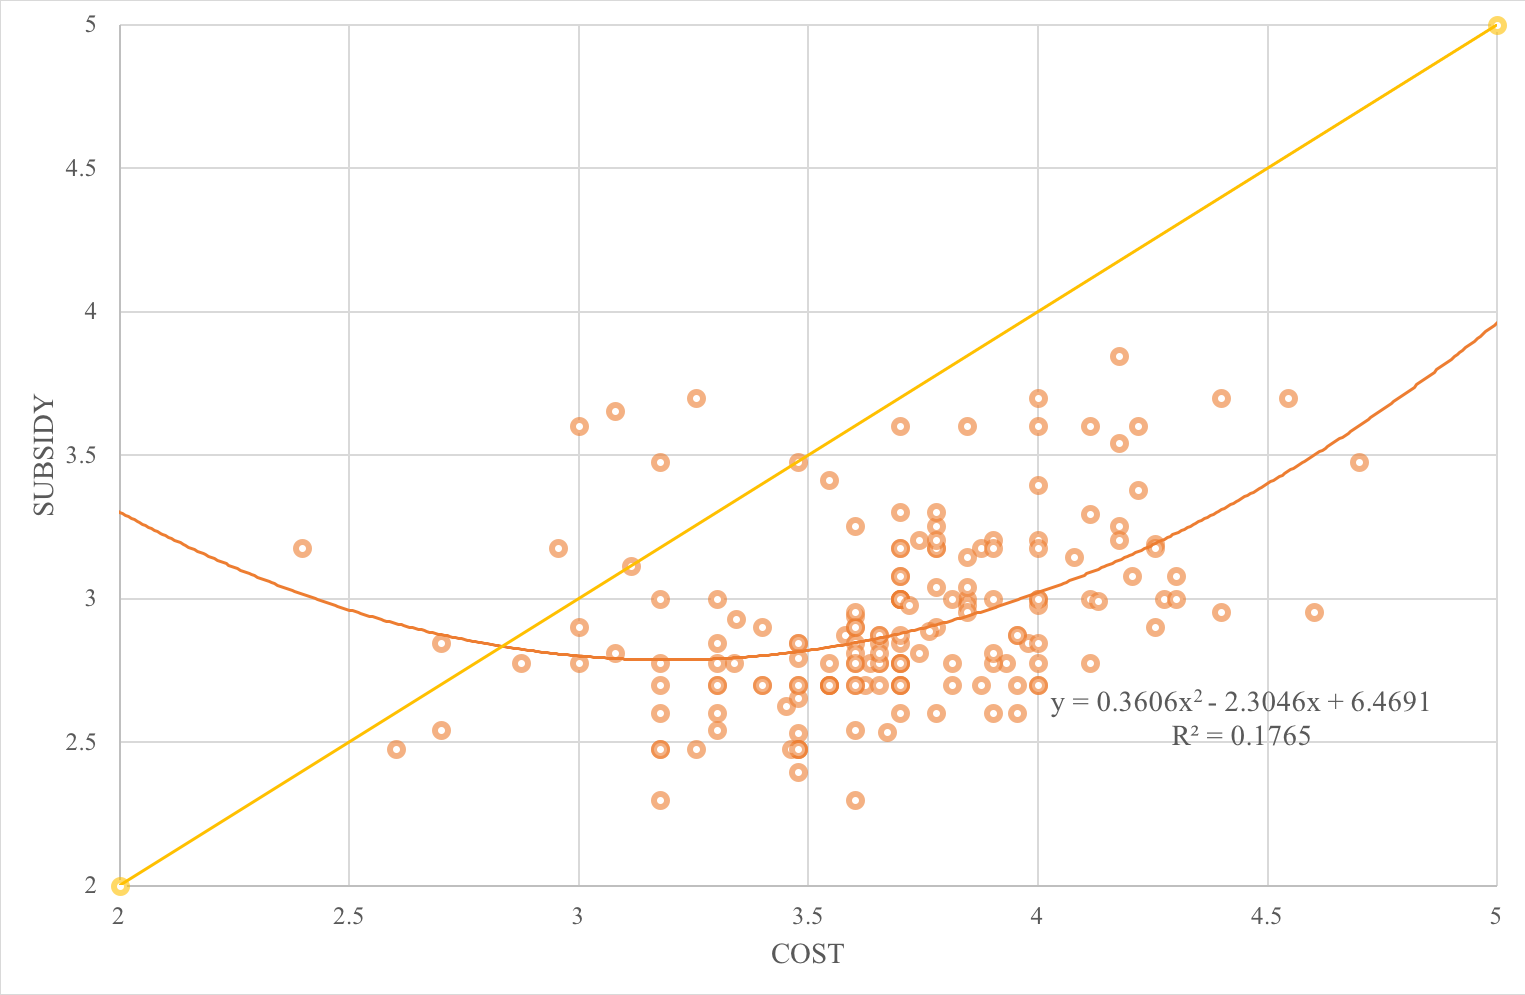 5
4.5
4
3.5
3
2.5
2
SUBSIDY
2 2.5 3 3.5 4 4.5 5
COST
y = 0.3606x² - 2.3046x + 6.4691
R² = 0.1765